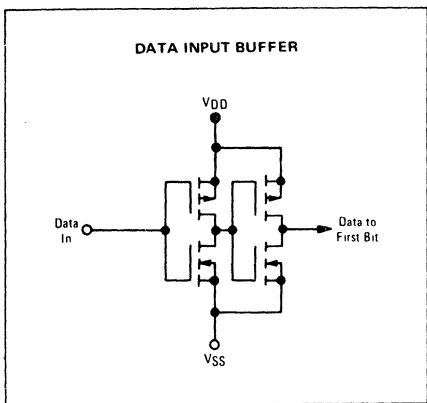 DATA INPUT BUFFER
VDD
Data
In
Data to
First Bit
VSS